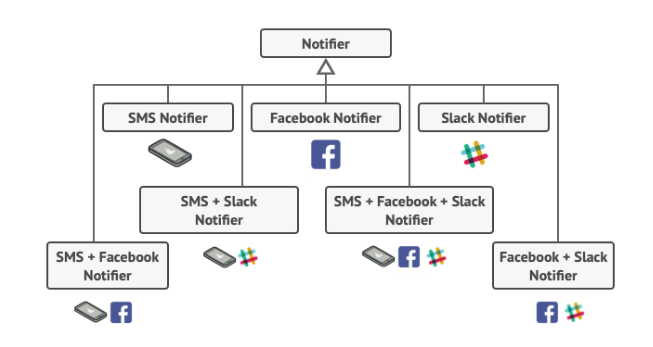 Notifier
SMS Notifier
Facebook Notifier
Slack Notifier
SMS + Slack
Notifier
SMS + Facebook + Slack
Notifier
SMS + Facebook
Notifier
Facebook + Slack
Notifier